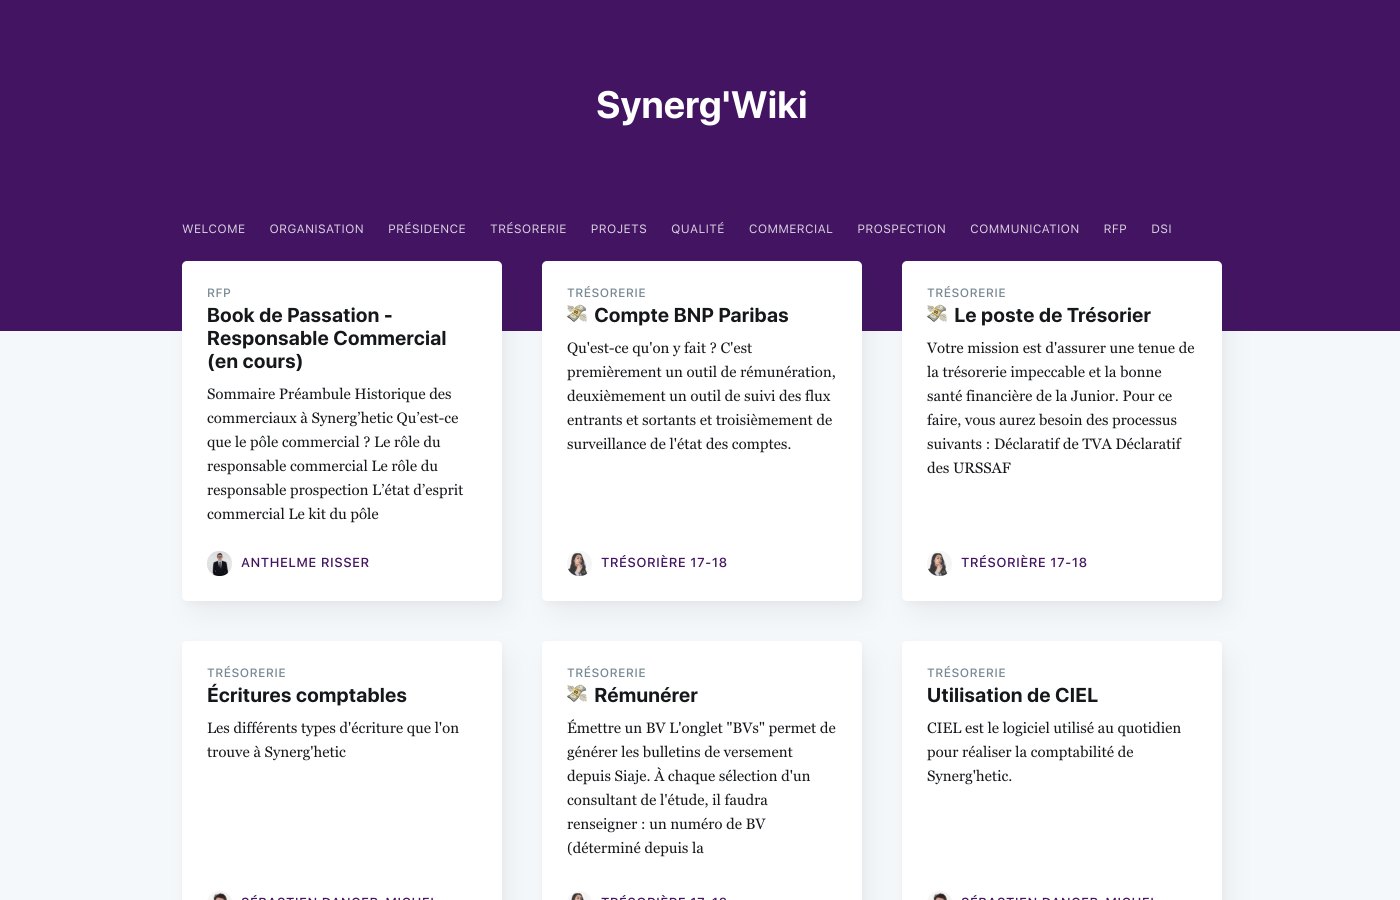 Synerg'Wiki
WELCOME ORGANISATION PRÉSIDENCE TRÉSORERIE PROJETS QUALITÉ COMMERCIAL PROSPECTION COMMUNICATION RFP DSI
RFP
Book de Passation -
Responsable Commercial
(en cours)
Sommaire Préambule Historique des
commerciaux à Synerg’hetic Qu’est-ce
que le pôle commercial ? Le rôle du
responsable commercial Le rôle du
responsable prospection L’état d’esprit
commercial Le kit du pôle
ANTHELME RISSER
TRÉSORERIE
💸 Compte BNP Paribas
Qu'est-ce qu'on y fait ? C'est
premièrement un outil de rémunération,
deuxièmement un outil de suivi des flux
entrants et sortants et troisièmement de
surveillance de l'état des comptes.
TRÉSORIÈRE 17-18
TRÉSORERIE
💸 Le poste de Trésorier
Votre mission est d'assurer une tenue de
la trésorerie impeccable et la bonne
santé financière de la Junior. Pour ce
faire, vous aurez besoin des processus
suivants : Déclaratif de TVA Déclaratif
des URSSAF
TRÉSORIÈRE 17-18
TRÉSORERIE
Écritures comptables
Les différents types d'écriture que l'on
trouve à Synerg'hetic
SÉBASTIEN DANCER-MICHEL
TRÉSORERIE
💸 Rémunérer
Émettre un BV L'onglet "BVs" permet de
générer les bulletins de versement
depuis Siaje. À chaque sélection d'un
consultant de l'étude, il faudra
renseigner : un numéro de BV
(déterminé depuis la
TRÉSORIÈRE 17-18
TRÉSORERIE
Utilisation de CIEL
CIEL est le logiciel utilisé au quotidien
pour réaliser la comptabilité de
Synerg'hetic.
SÉBASTIEN DANCER-MICHEL